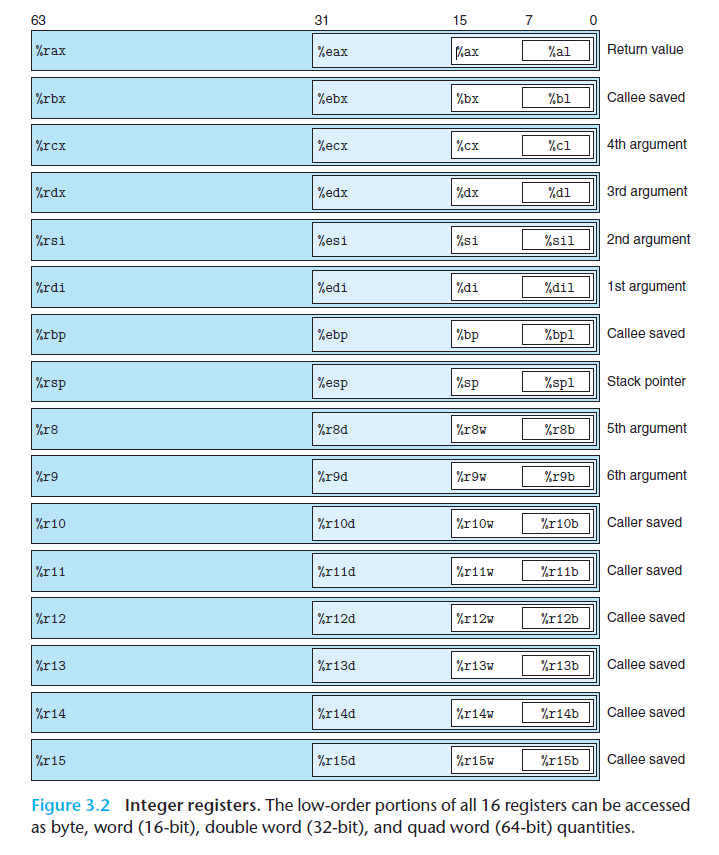 63 31 15 7 0
%rax %eax %ax %al Return value
%rbx %ebx %bx %bl Callee saved
%rcx %ecx %cx %cl 4th argument
%rdx %edx %dx %dl 3rd argument
%rsi %esi %si %sil 2nd argument
%rdi %edi %di %dil 1st argument
%rbp %ebp %bp %bpl Callee saved
%rsp %esp %sp %spl Stack pointer
%r8 %r8d %r8w %r8b 5th argument
%r9 %r9d %r9w %r9b 6th argument
%r10 %r10d %r10w %r10b Caller saved
%r11 %r11d %r11w %r11b Caller saved
%r12 %r12d %r12w %r12b Callee saved
%r13 %r13d %r13w %r13b Callee saved
%r14 %r14d %r14w %r14b Callee saved
%r15 %r15d %r15w %r15b Callee saved
Figure 3.2 Integer registers. The low-order portions of all 16 registers can be accessed
as byte, word (16-bit), double word (32-bit), and quad word (64-bit) quantities.